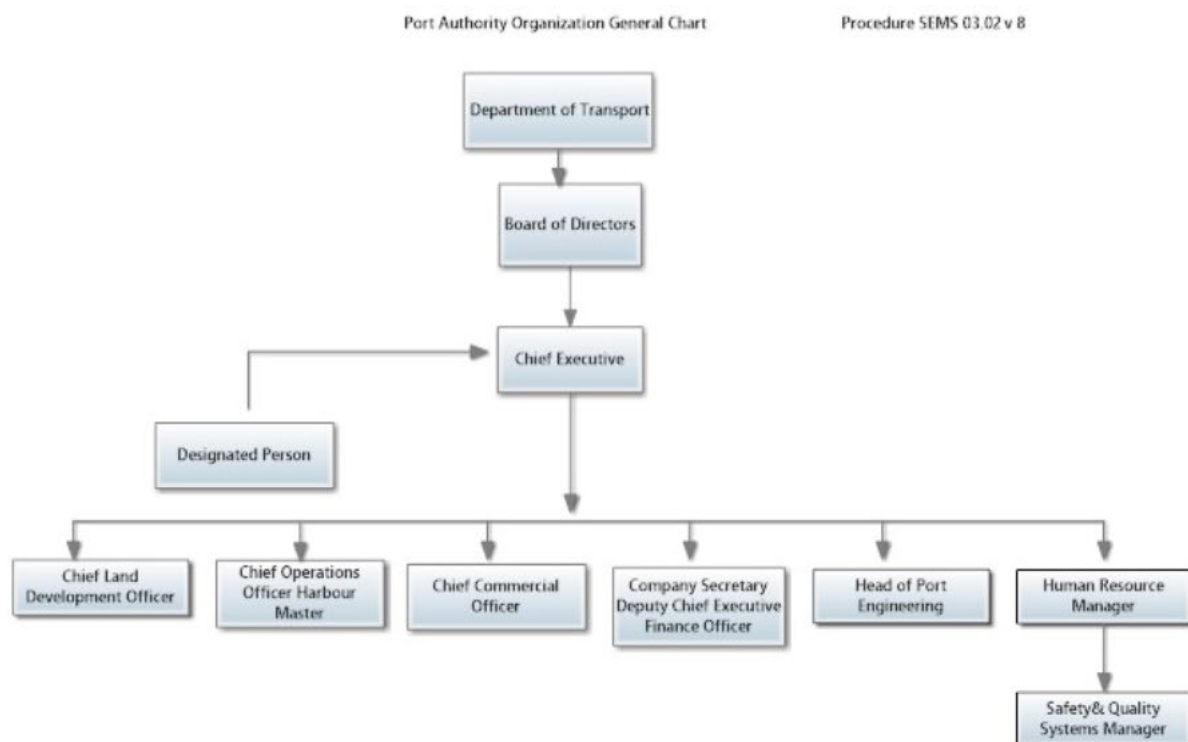 Port Authority Organization General Chart
Procedure SEMS 03.02 v 8
Department of Transport
Board of Directors
Chief Executive
Designated Person
Chief Land
Development Officer
Chief Operations
Officer Harbour
Master
Chief Commercial
Officer
Company Secretary
Deputy Chief Executive
Finance Officer
Head of Port
Engineering
Human Resource
Manager
Safety& Quality
Systems Manager